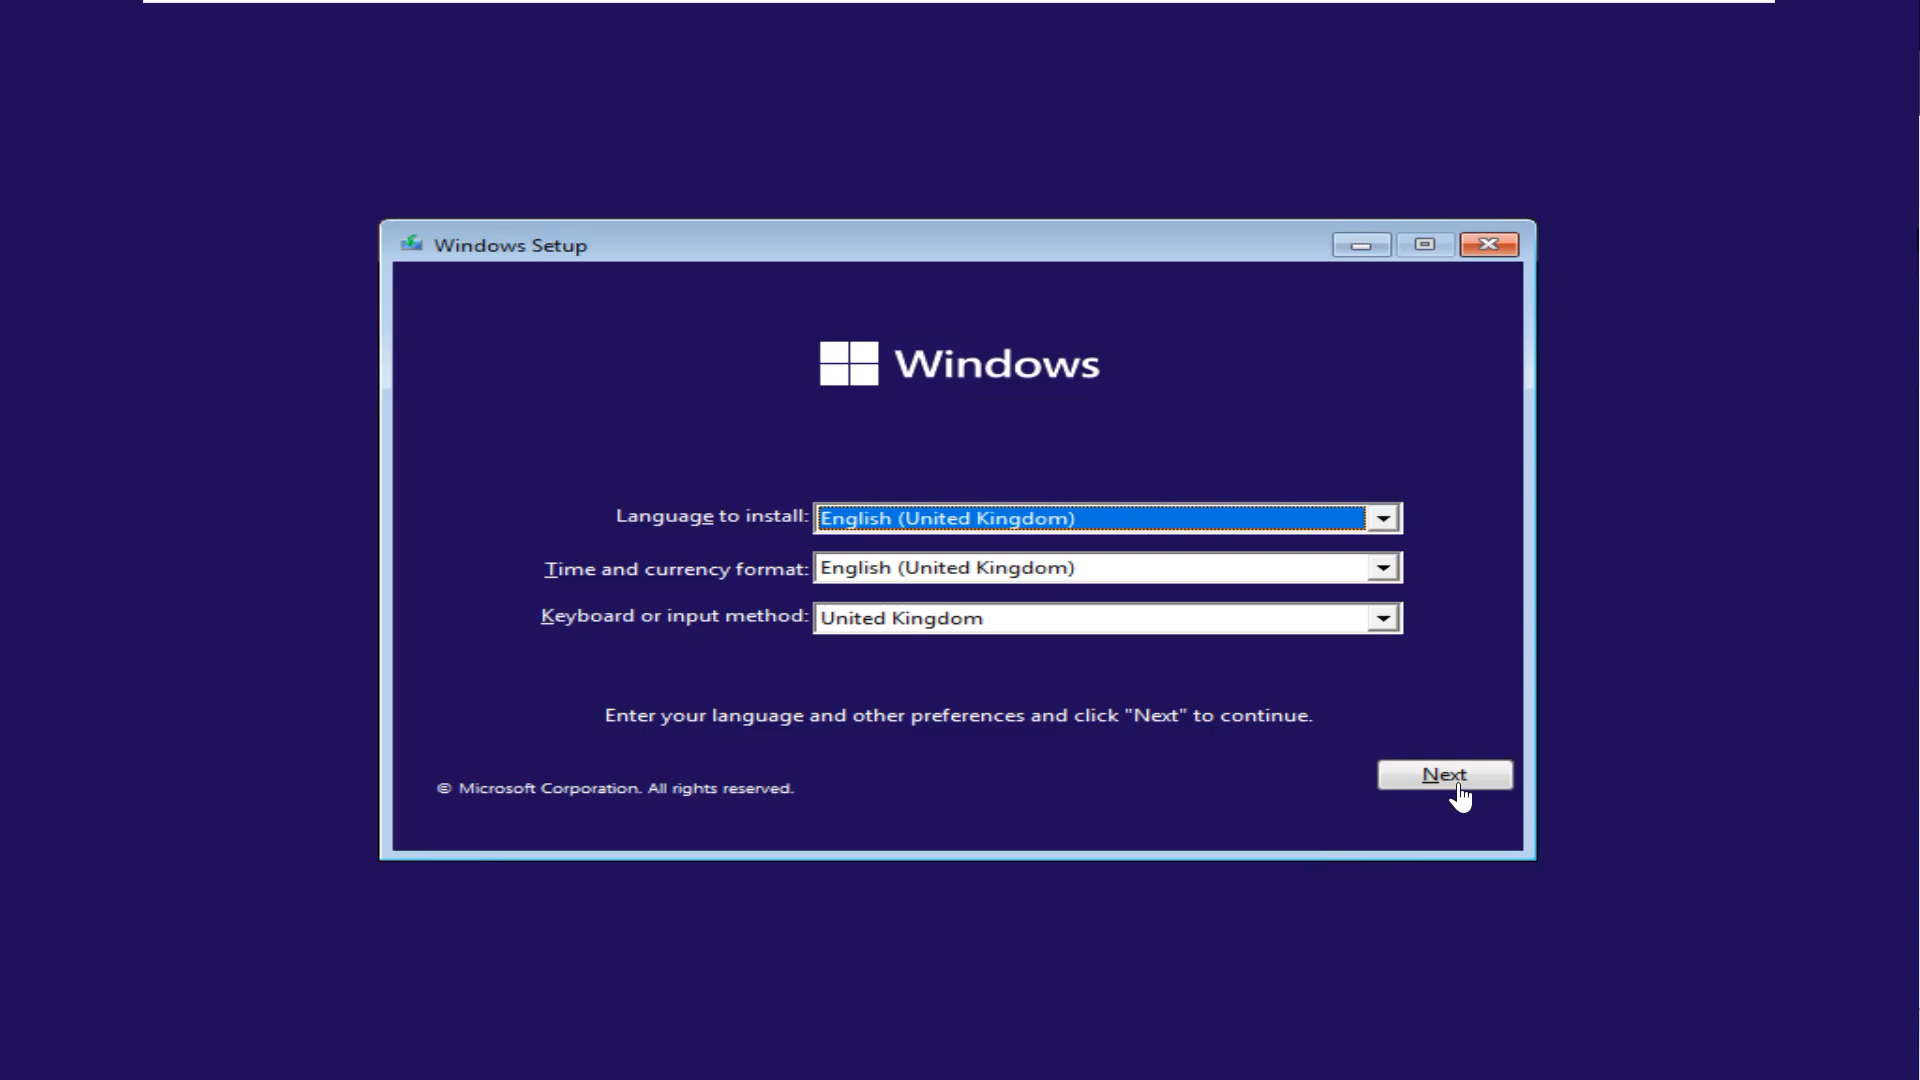 Windows Setup
Windows
Language to install: English (United Kingdom)
Time and currency format: English (United Kingdom)
Keyboard or input method: United Kingdom
Enter your language and other preferences and click "Next" to continue.
Next
© Microsoft Corporation. All rights reserved.